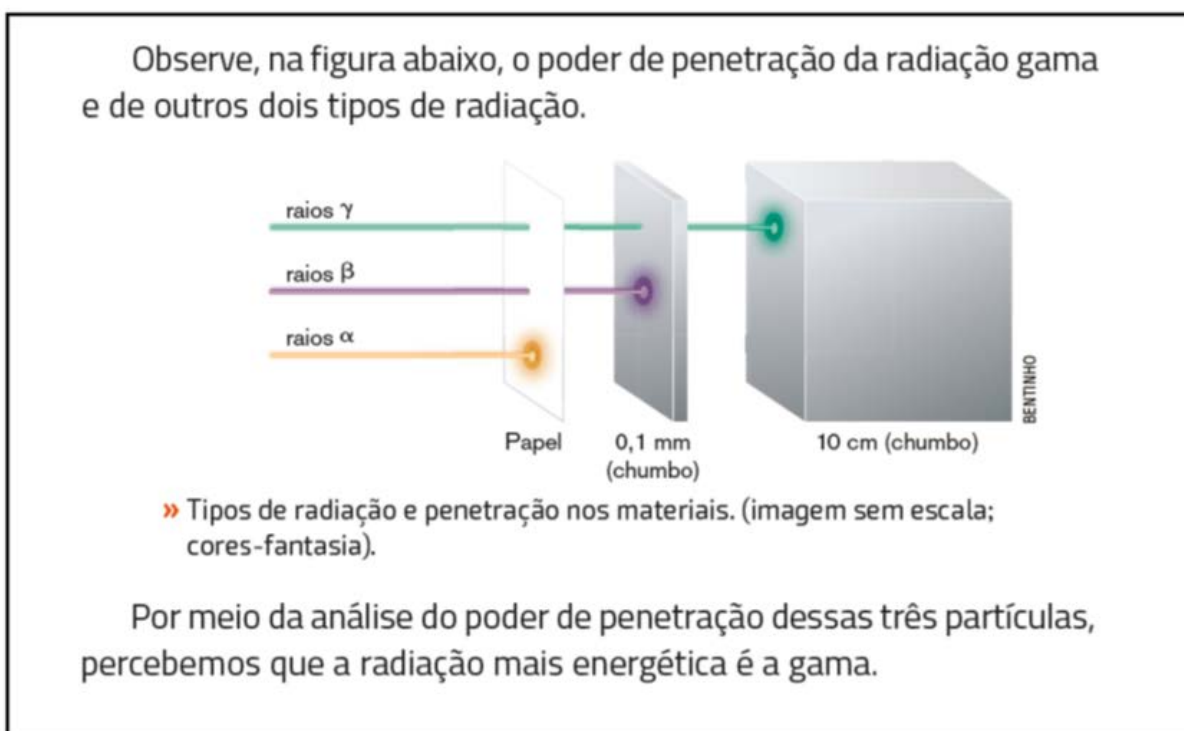 Observe, na figura abaixo, o poder de penetração da radiação gama
e de outros dois tipos de radiação.
raios γ
raios β
raios α
Papel
0,1 mm
(chumbo)
10 cm (chumbo)
BENTINHO
» Tipos de radiação e penetração nos materiais. (imagem sem escala;
cores-fantasia).
Por meio da análise do poder de penetração dessas três partículas,
percebemos que a radiação mais energética é a gama.